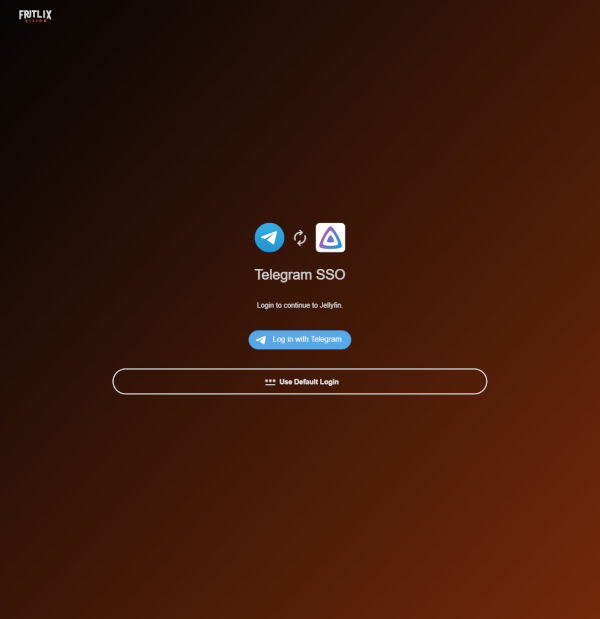 FRITLIX
VISION
Telegram SSO
Login to continue to Jellyfin.
Log in with Telegram
Use Default Login